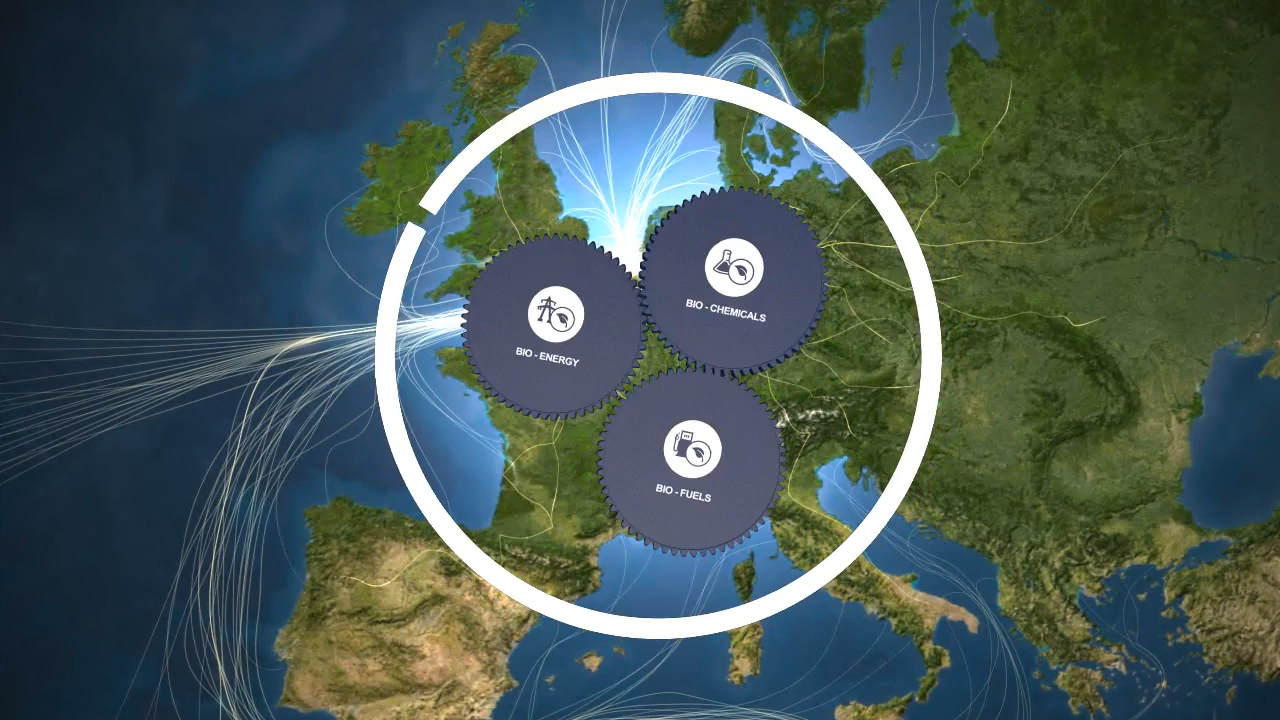 BIO - CHEMICALS
BIO - ENERGY
BIO - FUELS